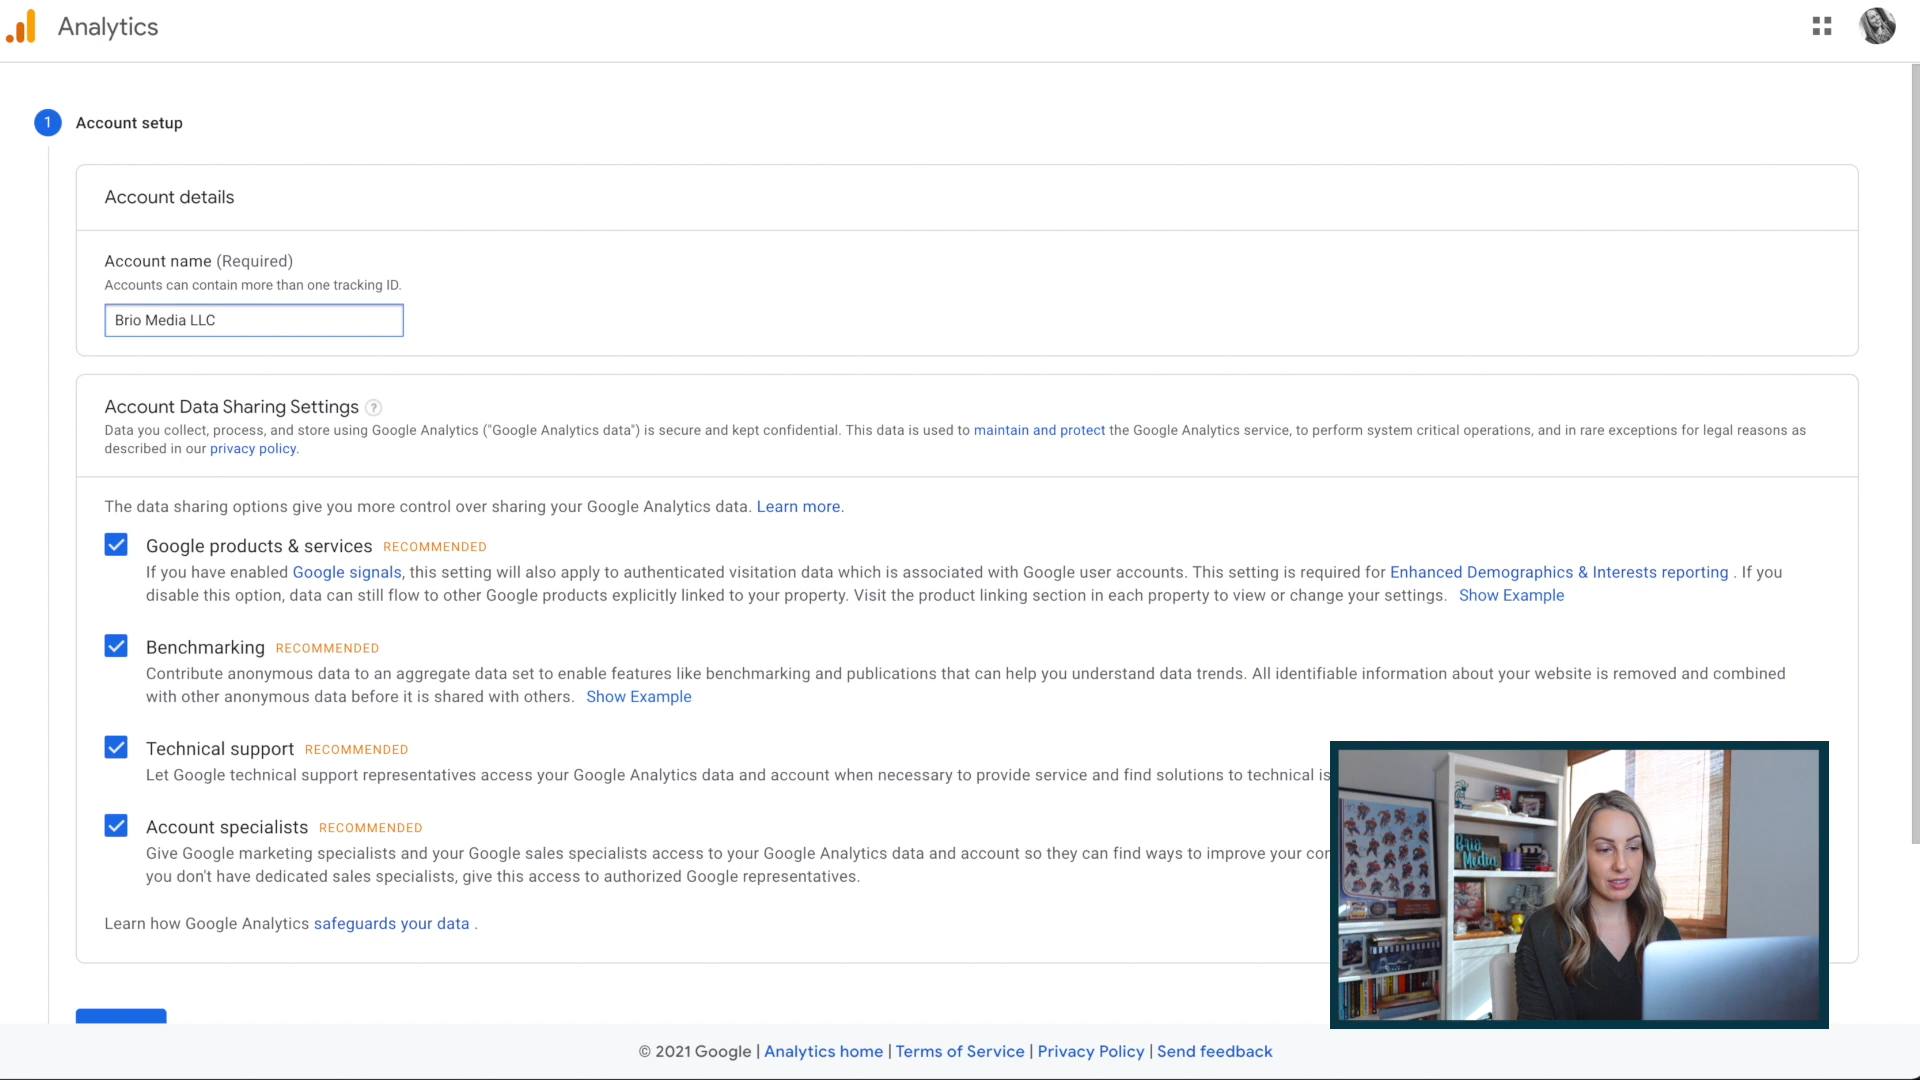 Analytics
1 Account setup
Account details
Account name (Required)
Accounts can contain more than one tracking ID.
Brio Media LLC
Account Data Sharing Settings ?
Data you collect, process, and store using Google Analytics ("Google Analytics data") is secure and kept confidential. This data is used to maintain and protect the Google Analytics service, to perform system critical operations, and in rare exceptions for legal reasons as
described in our privacy policy.
The data sharing options give you more control over sharing your Google Analytics data. Learn more.
Google products & services RECOMMENDED
If you have enabled Google signals, this setting will also apply to authenticated visitation data which is associated with Google user accounts. This setting is required for Enhanced Demographics & Interests reporting . If you
disable this option, data can still flow to other Google products explicitly linked to your property. Visit the product linking section in each property to view or change your settings. Show Example
Benchmarking RECOMMENDED
Contribute anonymous data to an aggregate data set to enable features like benchmarking and publications that can help you understand data trends. All identifiable information about your website is removed and combined
with other anonymous data before it is shared with others. Show Example
Technical support RECOMMENDED
Let Google technical support representatives access your Google Analytics data and account when necessary to provide service and find solutions to technical is
Account specialists RECOMMENDED
Give Google marketing specialists and your Google sales specialists access to your Google Analytics data and account so they can find ways to improve your cor
you don't have dedicated sales specialists, give this access to authorized Google representatives.
Learn how Google Analytics safeguards your data .
Brio
Media
© 2021 Google | Analytics home | Terms of Service | Privacy Policy | Send feedback